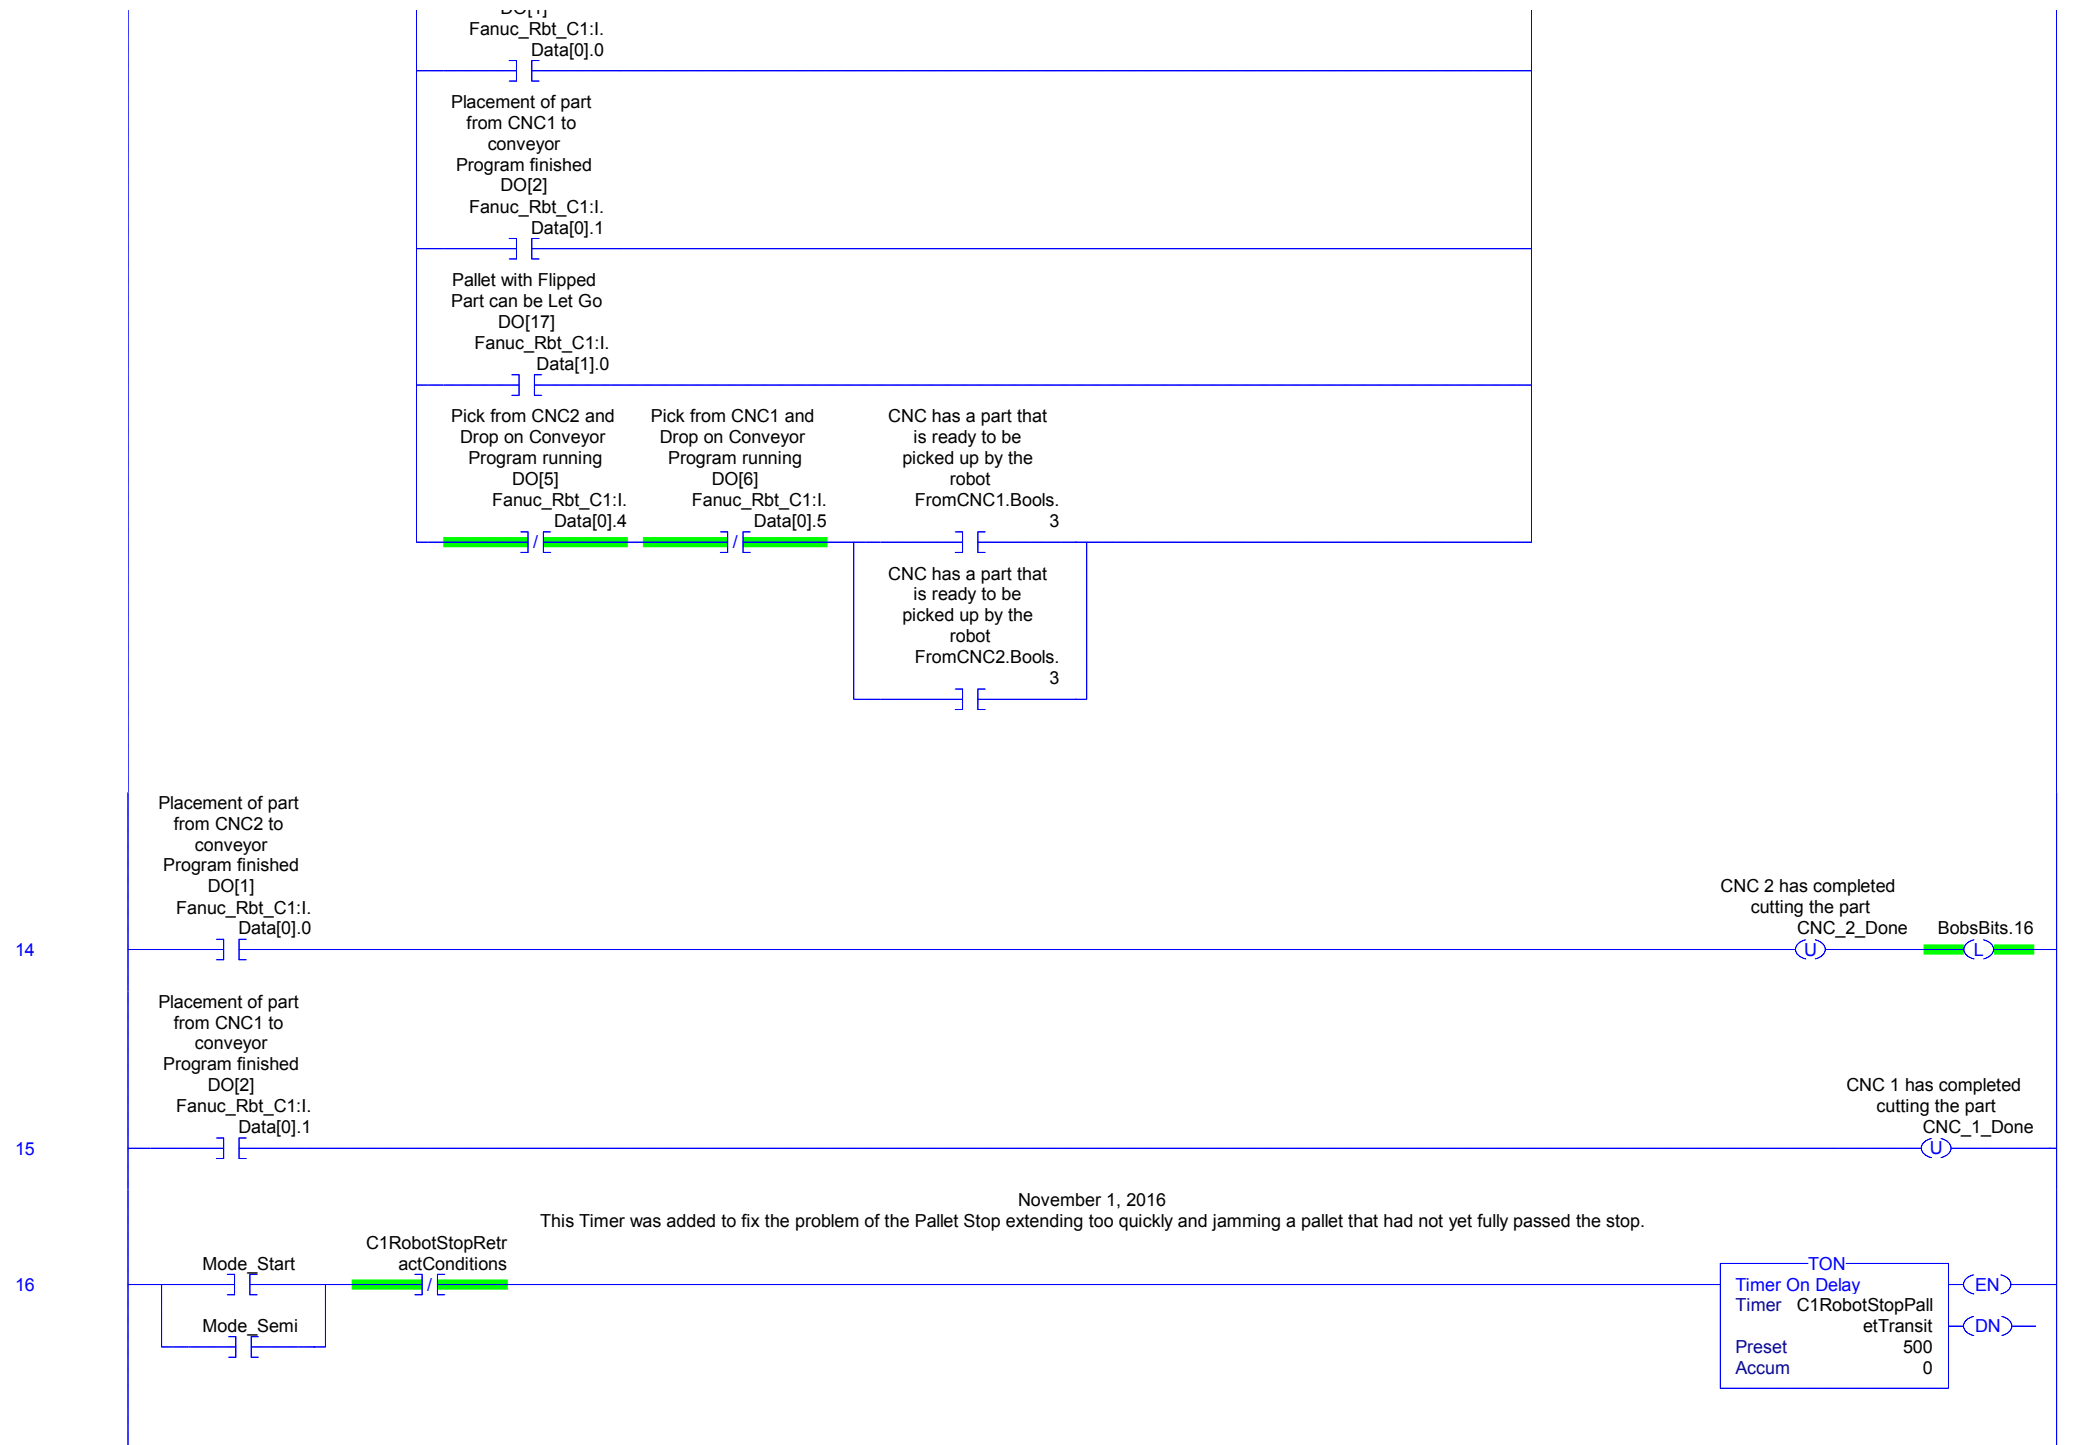 DO[1]
Fanuc_Rbt_C1:I.
Data[0].0
Placement of part
from CNC1 to
conveyor
Program finished
DO[2]
Fanuc_Rbt_C1:I.
Data[0].1
Pallet with Flipped
Part can be Let Go
DO[17]
Fanuc_Rbt_C1:I.
Data[1].0
Pick from CNC2 and
Drop on Conveyor
Program running
DO[5]
Fanuc_Rbt_C1:I.
Data[0].4
Pick from CNC1 and
Drop on Conveyor
Program running
DO[6]
Fanuc_Rbt_C1:I.
Data[0].5
CNC has a part that
is ready to be
picked up by the
robot
FromCNC1.Bools.
3
CNC has a part that
is ready to be
picked up by the
robot
FromCNC2.Bools.
3
14
Placement of part
from CNC2 to
conveyor
Program finished
DO[1]
Fanuc_Rbt_C1:I.
Data[0].0
CNC 2 has completed
cutting the part
CNC_2_Done
U
BobsBits.16
L
15
Placement of part
from CNC1 to
conveyor
Program finished
DO[2]
Fanuc_Rbt_C1:I.
Data[0].1
CNC 1 has completed
cutting the part
CNC_1_Done
U
November 1, 2016
This Timer was added to fix the problem of the Pallet Stop extending too quickly and jamming a pallet that had not yet fully passed the stop.
16
Mode_Start
Mode_Semi
C1RobotStopRetr
actConditions
TON
Timer On Delay
Timer C1RobotStopPall
etTransit
Preset 500
Accum 0
EN
DN